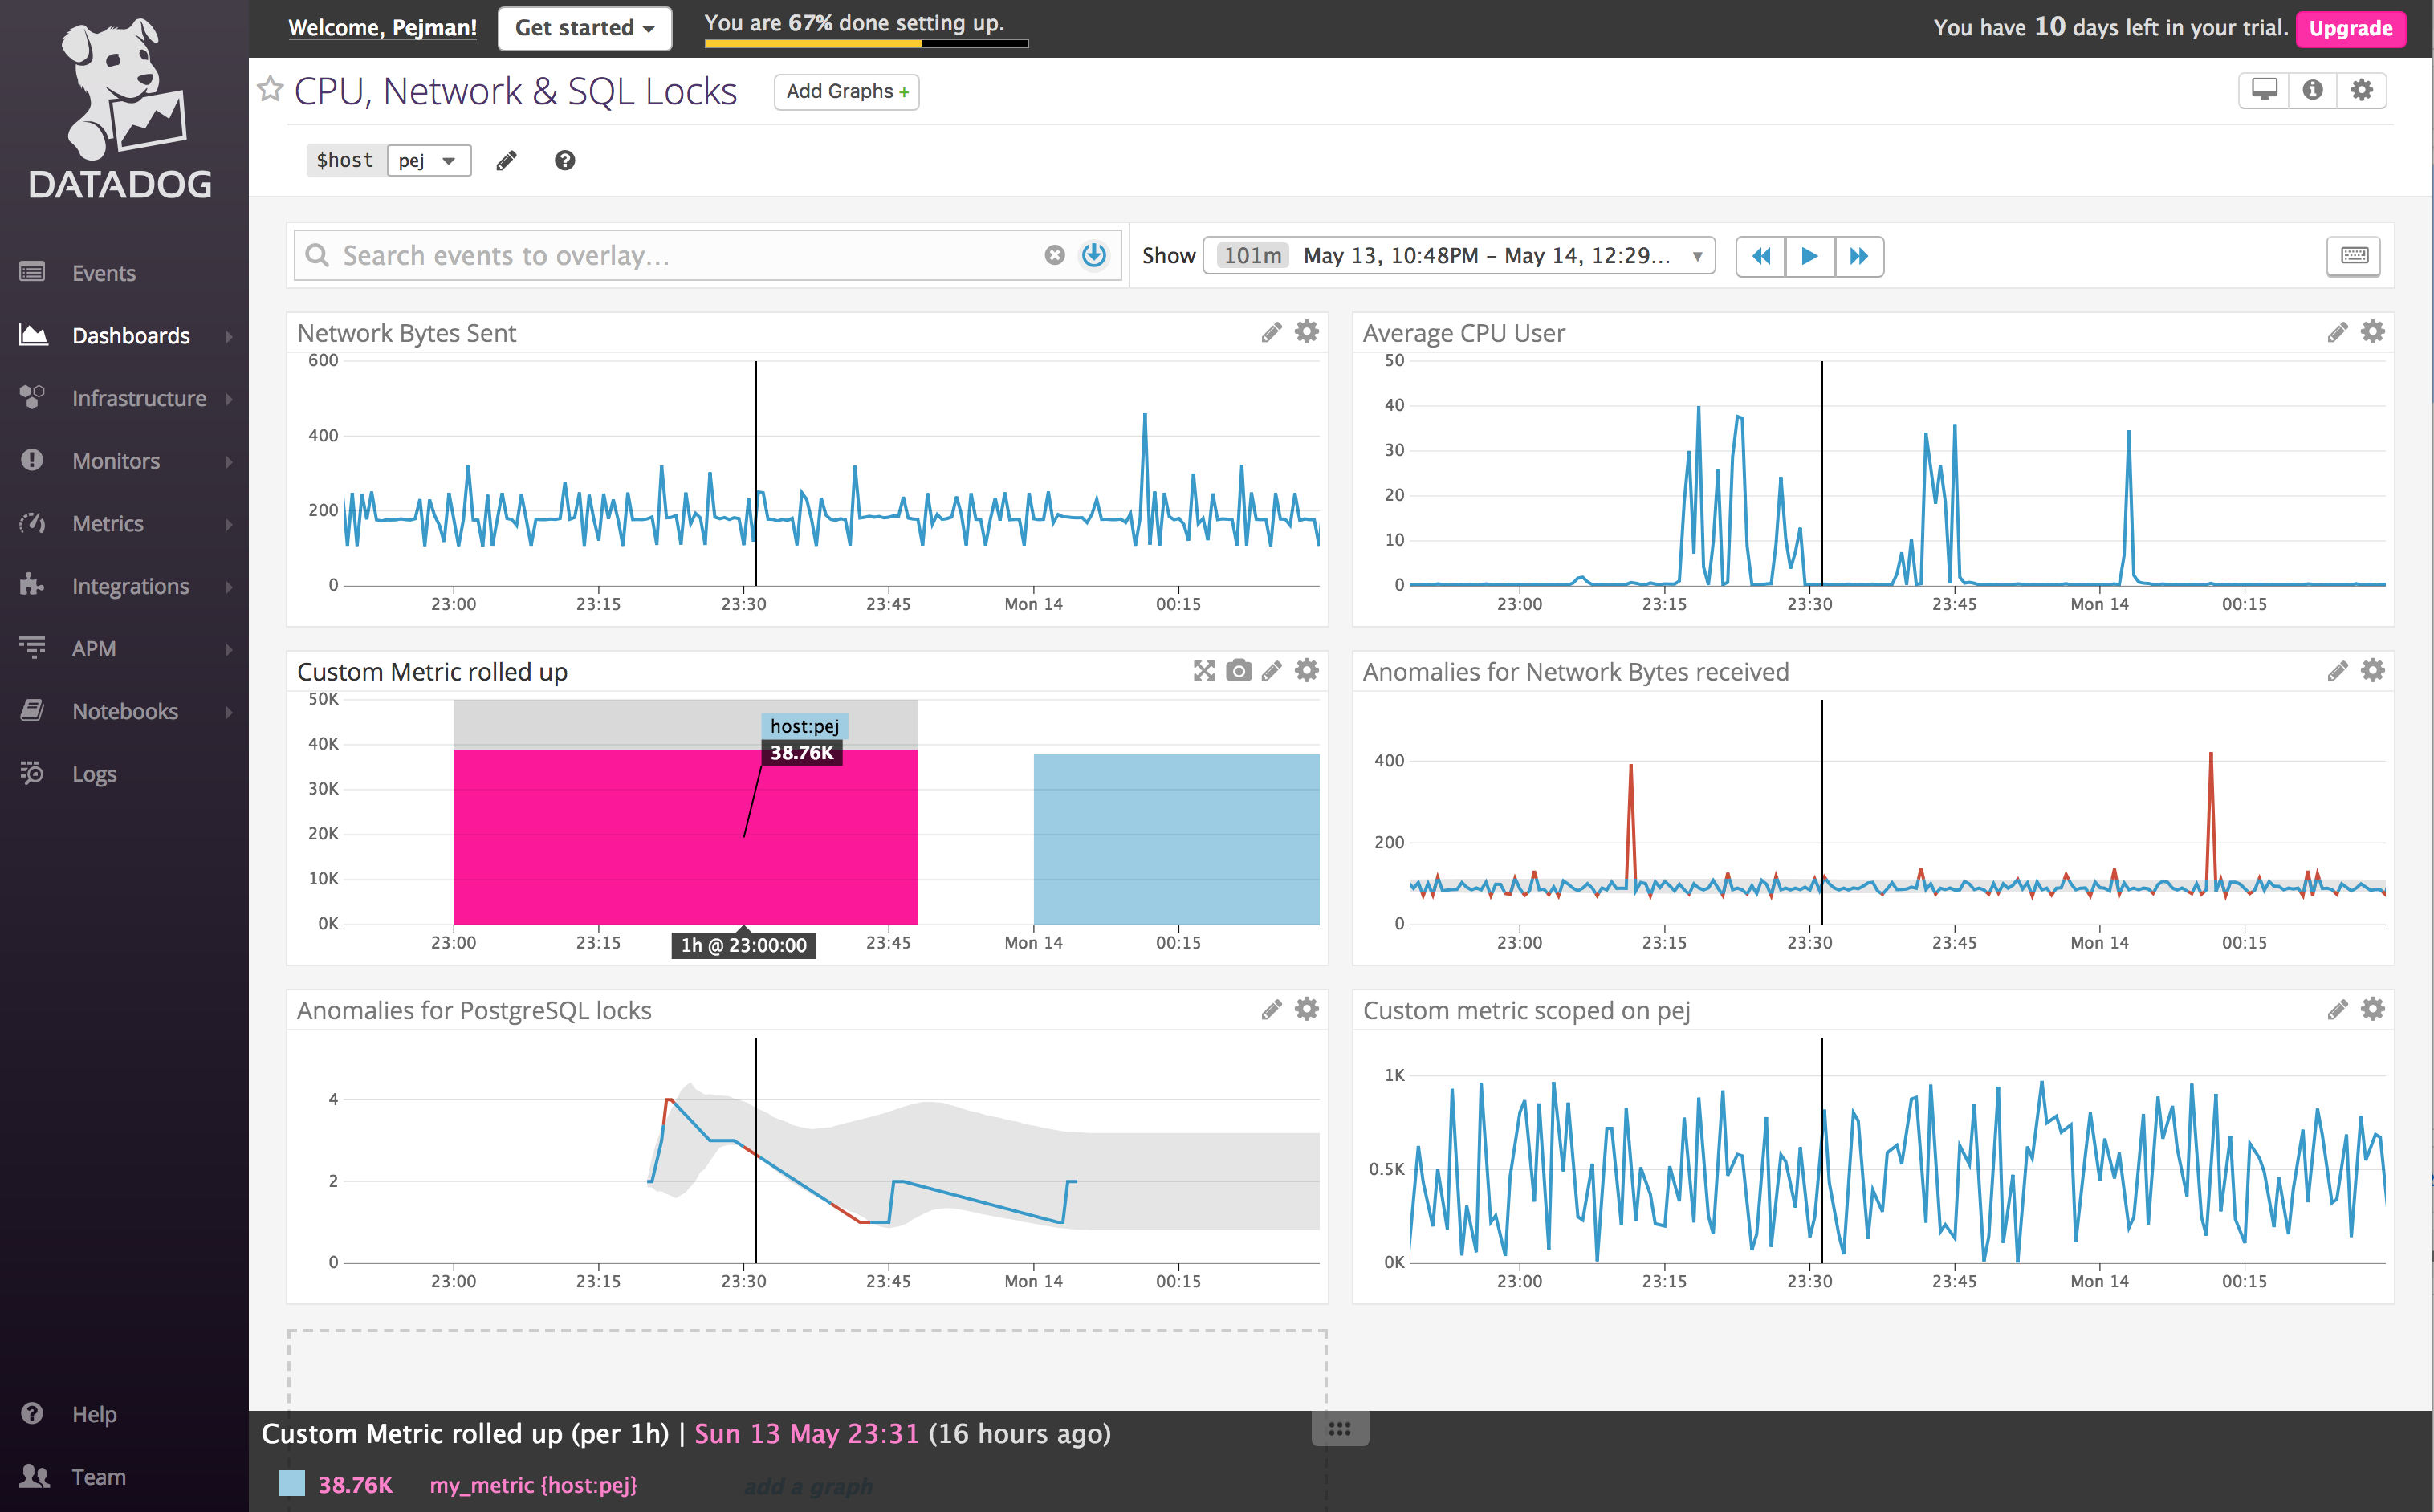 Welcome, Pejman!
Get started
You are 67% done setting up.
You have 10 days left in your trial.
Upgrade
DATADOG
Events
Dashboards
Infrastructure
Monitors
Metrics
Integrations
APM
Notebooks
Logs
Help
Team
CPU, Network & SQL Locks
Add Graphs +
$host pej
Search events to overlay...
Show 101m May 13, 10:48PM – May 14, 12:29...
Network Bytes Sent
600
400
200
0
23:00 23:15 23:30 23:45 Mon 14 00:15
Average CPU User
50
40
30
20
10
0
23:00 23:15 23:30 23:45 Mon 14 00:15
Custom Metric rolled up
50K
40K
30K
20K
10K
0K
host:pej
38.76K
23:00 23:15 1h @ 23:00:00 23:45 Mon 14 00:15
Anomalies for Network Bytes received
400
200
0
23:00 23:15 23:30 23:45 Mon 14 00:15
Anomalies for PostgreSQL locks
4
2
0
23:00 23:15 23:30 23:45 Mon 14 00:15
Custom metric scoped on pej
1K
0.5K
0K
23:00 23:15 23:30 23:45 Mon 14 00:15
Custom Metric rolled up (per 1h) | Sun 13 May 23:31 (16 hours ago)
38.76K my_metric {host:pej}
add a graph